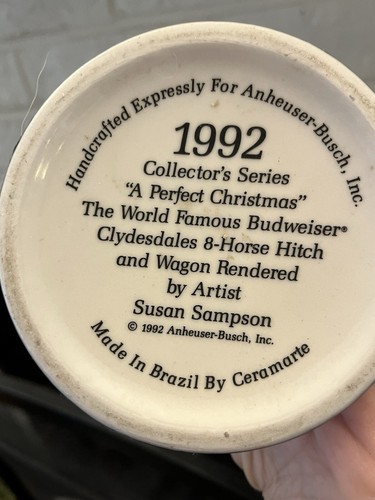 Handcrafted Expressly For Anheuser-Busch, Inc.
1992
Collector's Series
"A Perfect Christmas"
The World Famous Budweiser®
Clydesdales 8-Horse Hitch
and Wagon Rendered
by Artist
Susan Sampson
© 1992 Anheuser-Busch, Inc.
Made In Brazil By Ceramarte